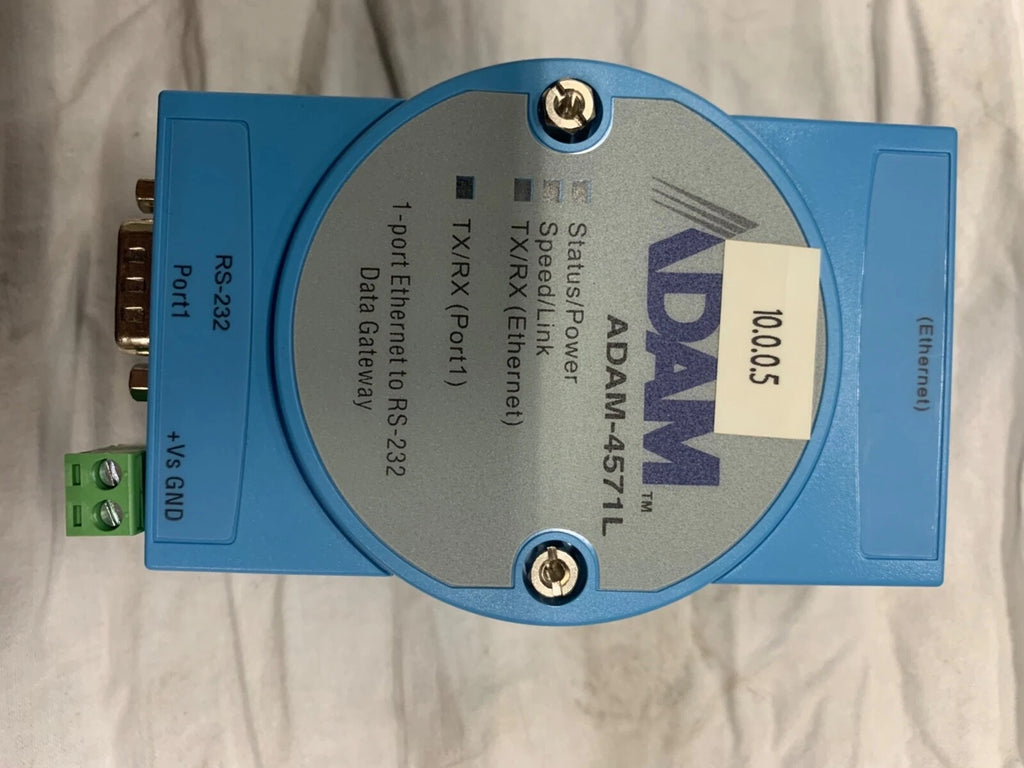 (Ethernet)
10.0.0.5
ADAM™
ADAM-4571L
Status/Power
Speed/Link
TX/RX (Ethernet)
TX/RX (Port1)
1-port Ethernet to RS-232
Data Gateway
RS-232
Port1
+Vs GND